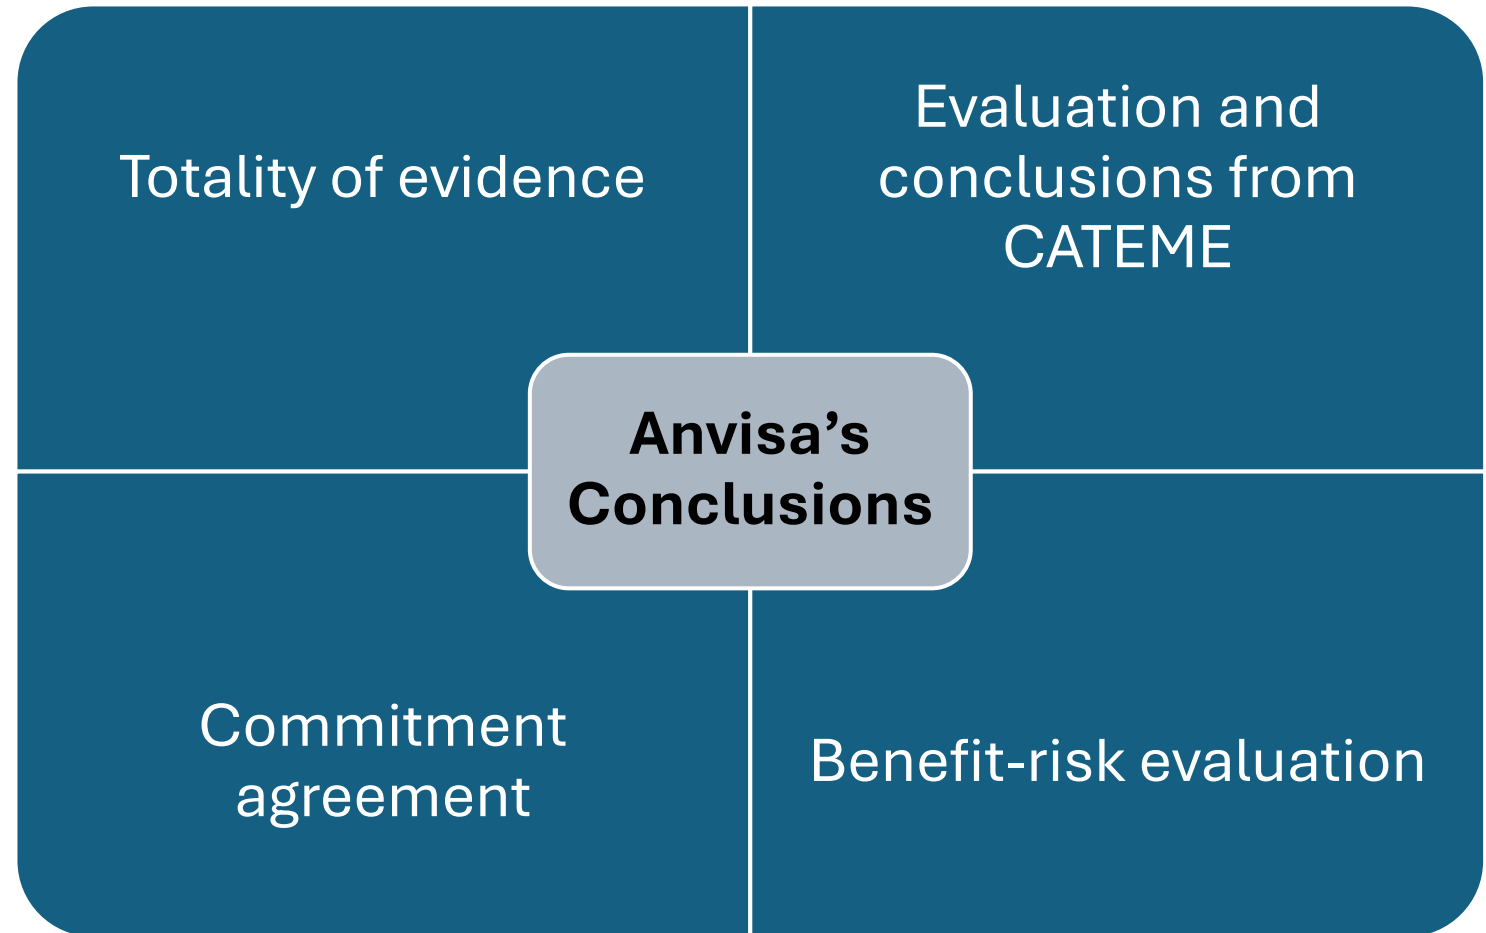 Totality of evidence
Evaluation and
conclusions from
CATEME
Anvisa’s
Conclusions
Commitment
agreement
Benefit-risk evaluation